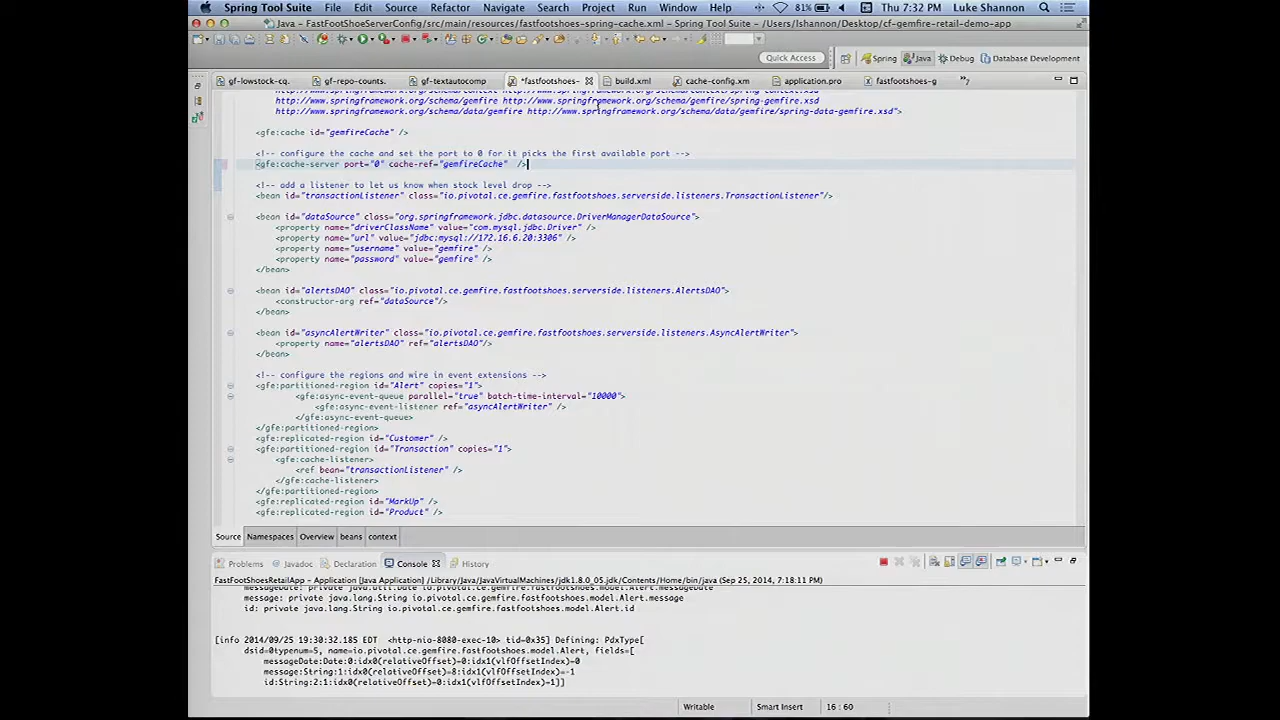 Spring Tool Suite File Edit Source Refactor Navigate Search Project Run Window Help 81% Thu 7:32 PM Luke Shannon
Java - FastFootShoesServerConfig/src/main/resources/fastfootshoes-spring-cache.xml - Spring Tool Suite - /Users/lshannon/Desktop/cf-gemfire-retail-demo-app
Quick Access Spring Java Debug Database Development
gf-lowstock-cq. gf-repo-counts. gf-textautocomp *fastfootshoes- build.xml cache-config.xm application.pro fastfootshoes-g
http://www.springframework.org/schema/gemfire http://www.springframework.org/schema/gemfire/spring-gemfire.xsd
http://www.springframework.org/schema/data/gemfire http://www.springframework.org/schema/data/gemfire/spring-data-gemfire.xsd">
<gfe:cache id="gemfireCache" />
<!-- configure the cache and set the port to 0 for it picks the first available port -->
<gfe:cache-server port="0" cache-ref="gemfireCache" />
<!-- add a listener to let us know when stock level drop -->
<bean id="transactionListener" class="io.pivotal.ce.gemfire.fastfootshoes.serverside.listeners.TransactionListener"/>
<bean id="dataSource" class="org.springframework.jdbc.datasource.DriverManagerDataSource">
<property name="driverClassName" value="com.mysql.jdbc.Driver" />
<property name="url" value="jdbc:mysql://172.16.6.20:3306" />
<property name="username" value="gemfire" />
<property name="password" value="gemfire" />
</bean>
<bean id="alertsDAO" class="io.pivotal.ce.gemfire.fastfootshoes.serverside.listeners.AlertsDAO">
<constructor-arg ref="dataSource"/>
</bean>
<bean id="asyncAlertWriter" class="io.pivotal.ce.gemfire.fastfootshoes.serverside.listeners.AsyncAlertWriter">
<property name="alertsDAO" ref="alertsDAO"/>
</bean>
<!-- configure the regions and wire in event extensions -->
<gfe:partitioned-region id="Alert" copies="1">
<gfe:async-event-queue parallel="true" batch-time-interval="10000">
<gfe:async-event-listener ref="asyncAlertWriter" />
</gfe:async-event-queue>
</gfe:partitioned-region>
<gfe:replicated-region id="Customer" />
<gfe:partitioned-region id="Transaction" copies="1">
<gfe:cache-listener>
<ref bean="transactionListener" />
</gfe:cache-listener>
</gfe:partitioned-region>
<gfe:replicated-region id="MarkUp" />
<gfe:replicated-region id="Product" />
Source Namespaces Overview beans context
Problems Javadoc Declaration Console History
FastFootShoesRetailApp - Application [Java Application] /Library/Java/JavaVirtualMachines/jdk1.8.0_05.jdk/Contents/Home/bin/java (Sep 25, 2014, 7:18:11 PM)
messageDate: private java.util.Date io.pivotal.ce.gemfire.fastfootshoes.model.Alert.messageDate
message: private java.lang.String io.pivotal.ce.gemfire.fastfootshoes.model.Alert.message
id: private java.lang.String io.pivotal.ce.gemfire.fastfootshoes.model.Alert.id
[info 2014/09/25 19:30:32.185 EDT <http-nio-8080-exec-10> tid=0x35] Defining: PdxType[
dsid=0typenum=5, name=io.pivotal.ce.gemfire.fastfootshoes.model.Alert, fields=[
messageDate:Date:0:idx0(relativeOffset)=0:idx1(vlfOffsetIndex)=0
message:String:1:idx0(relativeOffset)=8:idx1(vlfOffsetIndex)=-1
id:String:2:1:idx0(relativeOffset)=0:idx1(vlfOffsetIndex)=1]]
Writable Smart Insert 16 : 60